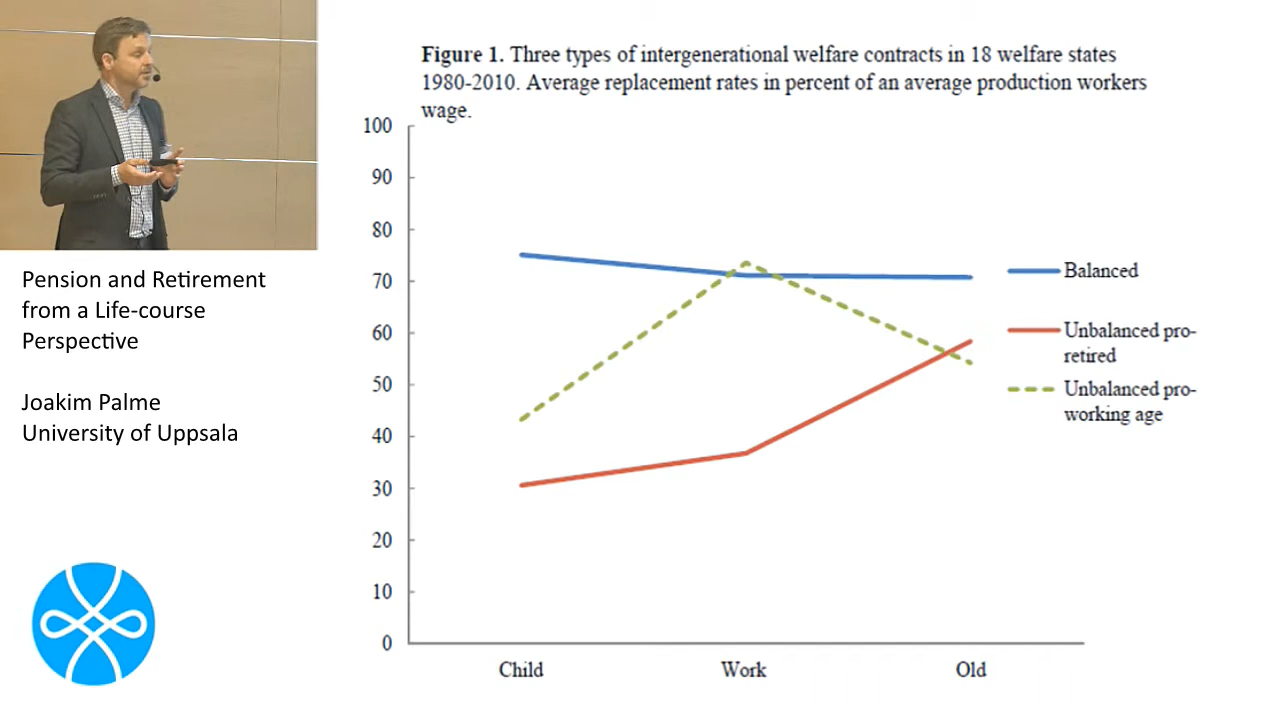 Figure 1. Three types of intergenerational welfare contracts in 18 welfare states
1980-2010. Average replacement rates in percent of an average production workers
wage.
100
90
80
70
60
50
40
30
20
10
0
Child
Work
Old
Balanced
Unbalanced pro-
retired
Unbalanced pro-
working age
Pension and Retirement
from a Life-course
Perspective
Joakim Palme
University of Uppsala